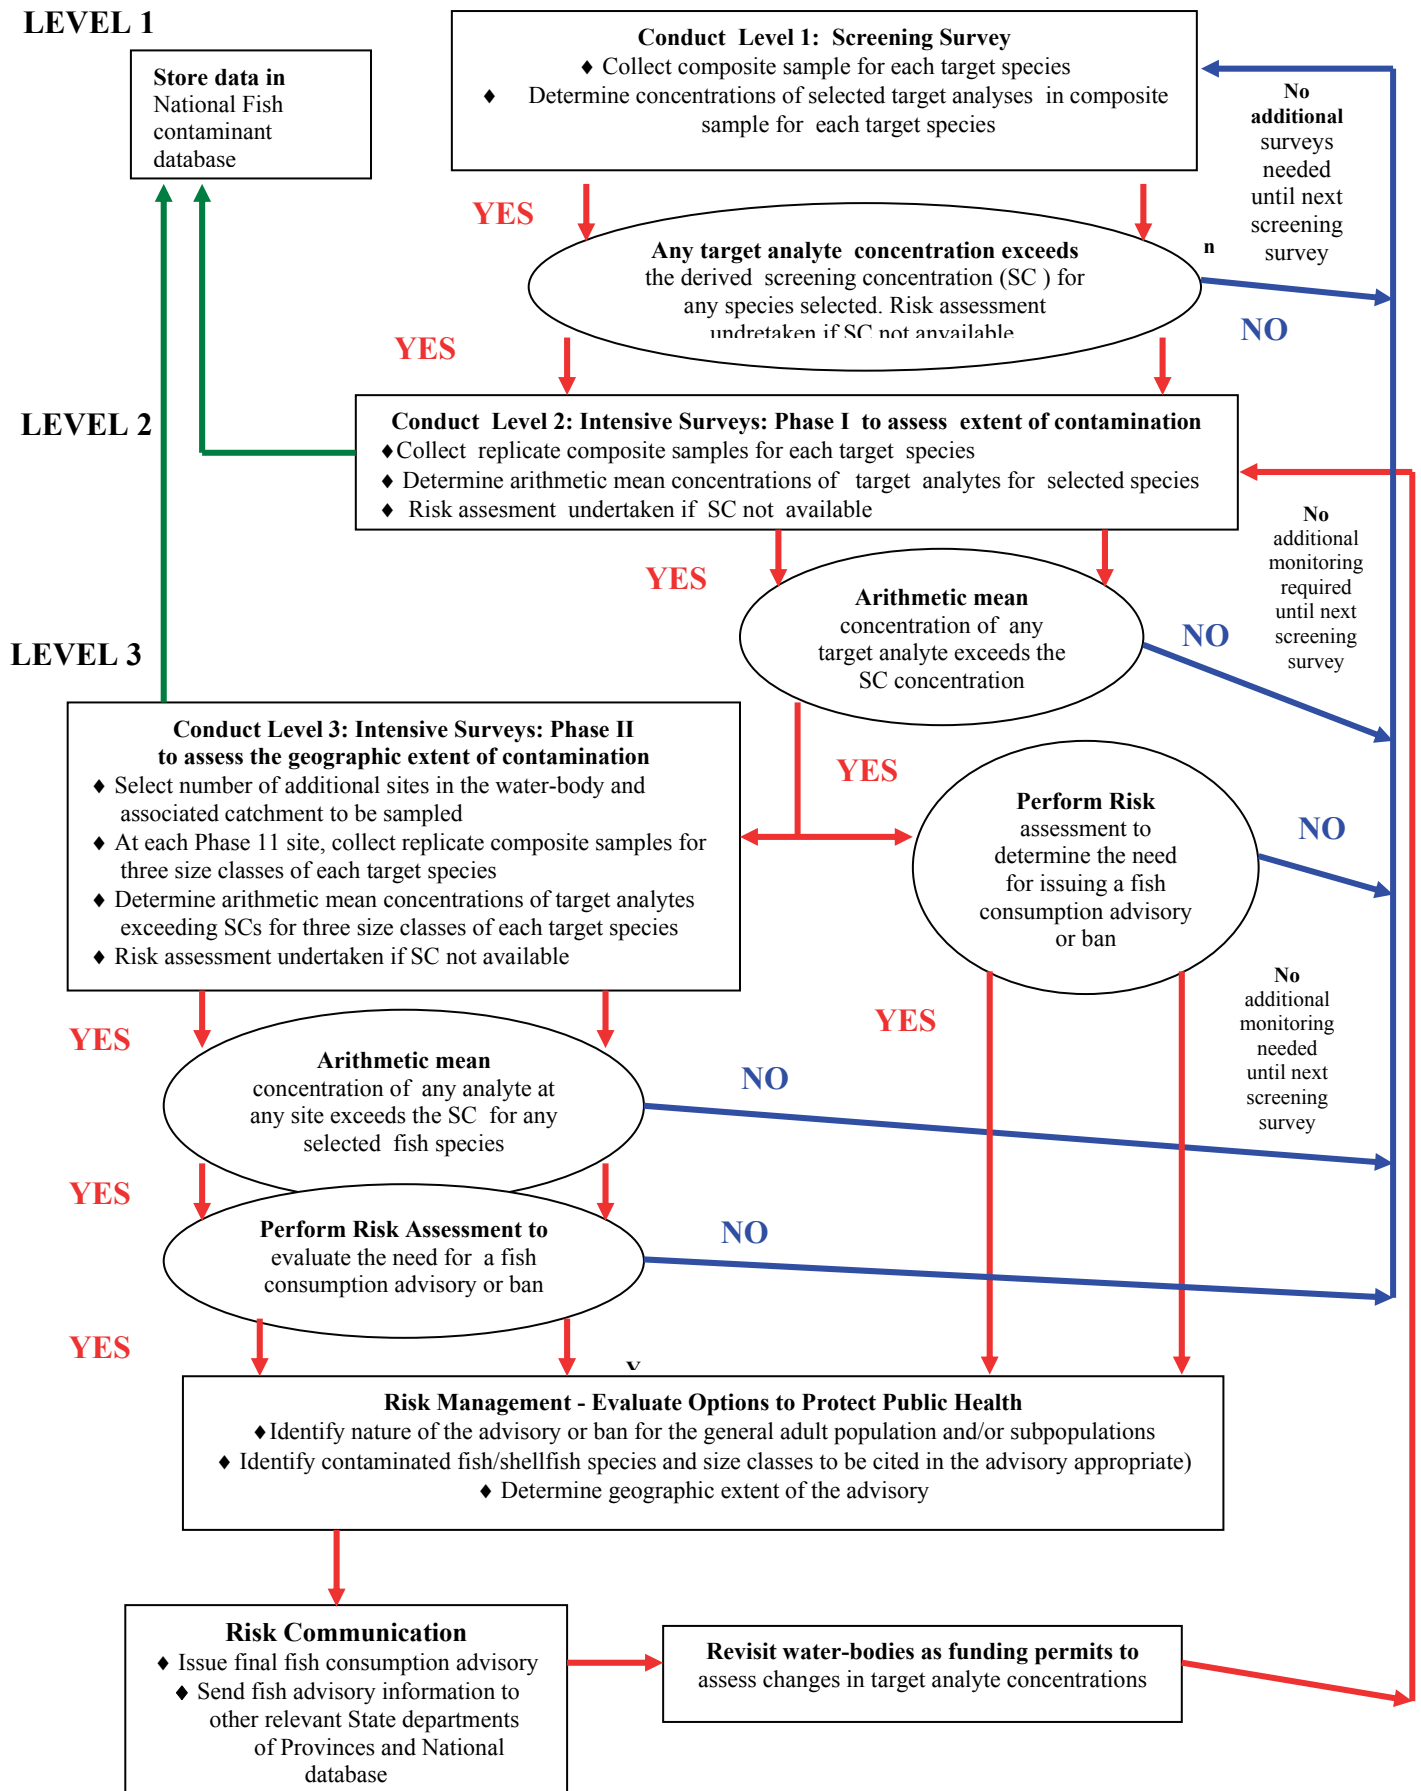 LEVEL 1
Store data in
National Fish
contaminant
database
Conduct Level 1: Screening Survey
♦ Collect composite sample for each target species
♦ Determine concentrations of selected target analyses in composite
sample for each target species
No
additional
surveys
needed
until next
screening
survey
YES
Any target analyte concentration exceeds
the derived screening concentration (SC ) for
any species selected. Risk assessment
undretaken if SC not anvailable
n
NO
YES
LEVEL 2
Conduct Level 2: Intensive Surveys: Phase I to assess extent of contamination
♦Collect replicate composite samples for each target species
♦ Determine arithmetic mean concentrations of target analytes for selected species
♦ Risk assesment undertaken if SC not available
No
additional
monitoring
required
until next
screening
survey
YES
Arithmetic mean
concentration of any
target analyte exceeds the
SC concentration
NO
LEVEL 3
Conduct Level 3: Intensive Surveys: Phase II
to assess the geographic extent of contamination
♦ Select number of additional sites in the water-body and
associated catchment to be sampled
♦ At each Phase 11 site, collect replicate composite samples for
three size classes of each target species
♦ Determine arithmetic mean concentrations of target analytes
exceeding SCs for three size classes of each target species
♦ Risk assessment undertaken if SC not available
YES
Perform Risk
assessment to
determine the need
for issuing a fish
consumption advisory
or ban
NO
No
additional
monitoring
needed
until next
screening
survey
YES
YES
Arithmetic mean
concentration of any analyte at
any site exceeds the SC for any
selected fish species
NO
YES
Perform Risk Assessment to
evaluate the need for a fish
consumption advisory or ban
NO
YES
Risk Management - Evaluate Options to Protect Public Health
♦Identify nature of the advisory or ban for the general adult population and/or subpopulations
♦ Identify contaminated fish/shellfish species and size classes to be cited in the advisory appropriate)
♦ Determine geographic extent of the advisory
Risk Communication
♦ Issue final fish consumption advisory
♦ Send fish advisory information to
other relevant State departments
of Provinces and National
database
Revisit water-bodies as funding permits to
assess changes in target analyte concentrations